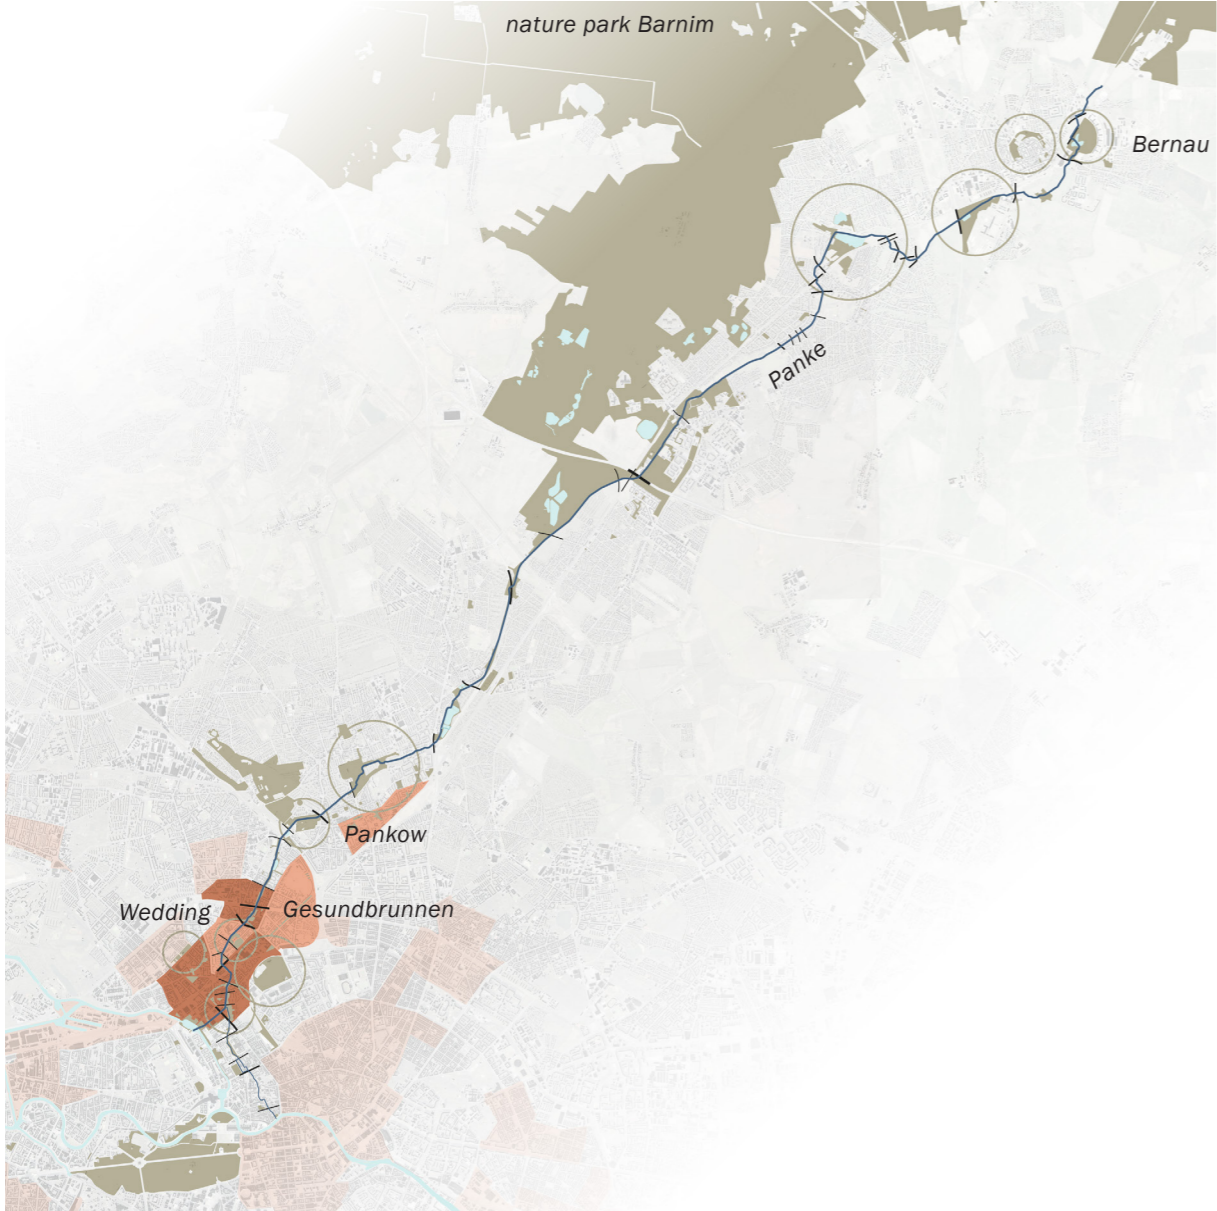 nature park Barnim
Bernau
Panke
Pankow
Wedding
Gesundbrunnen